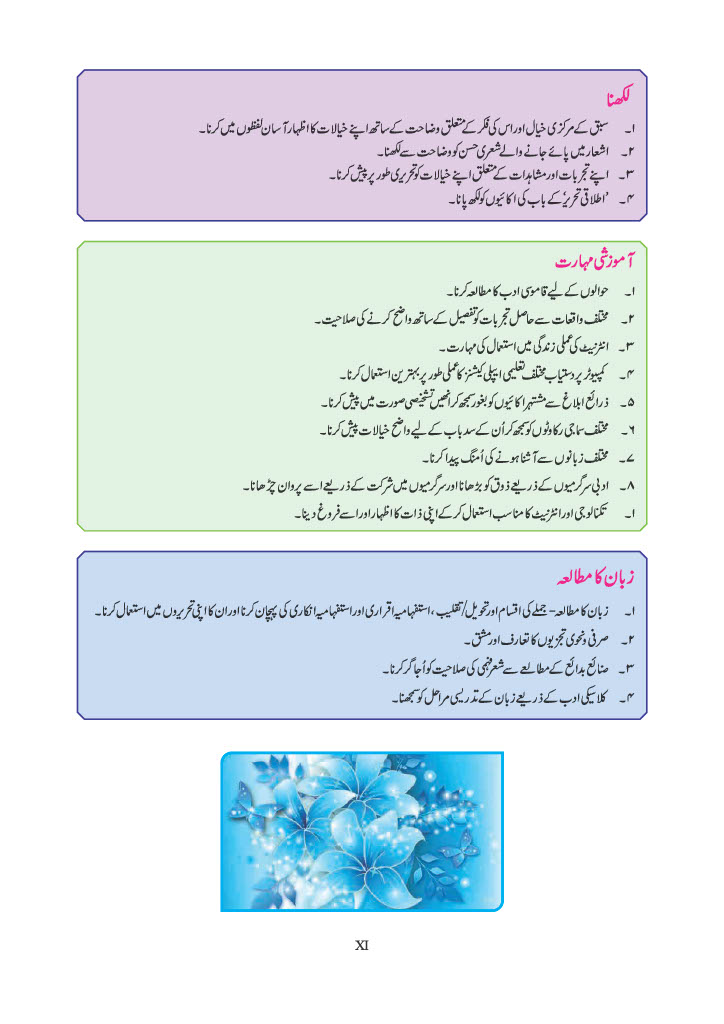 لکھنا
۱۔ سبق کے مرکزی خیال اور اس کی فکر کے متعلق وضاحت کے ساتھ اپنے خیالات کا اظہار آسان لفظوں میں کرنا۔
۲۔ اشعار میں پائے جانے والے شعری حسن کو وضاحت سے لکھنا۔
۳۔ اپنے تجربات اور مشاہدات کے متعلق اپنے خیالات کو تحریری طور پر پیش کرنا۔
۴۔ ’اطلاقی تحریر‘ کے باب کی اکائیوں کو لکھ پانا۔
آموزشی مہارت
۱۔ حوالوں کے لیے قاموسی ادب کا مطالعہ کرنا۔
۲۔ مختلف واقعات سے حاصل تجربات کو تفصیل کے ساتھ واضح کرنے کی صلاحیت۔
۳۔ انٹرنیٹ کی عملی زندگی میں استعمال کی مہارت۔
۴۔ کمپیوٹر پر دستیاب مختلف تعلیمی ایپلی کیشنز کا عملی طور پر بہترین استعمال کرنا۔
۵۔ ذرائع ابلاغ سے مشتہر اکائیوں کو بغور سمجھ کر انھیں تشخیصی صورت میں پیش کرنا۔
۶۔ مختلف سماجی رکاوٹوں کو سمجھ کر اُن کے سدباب کے لیے واضح خیالات پیش کرنا۔
۷۔ مختلف زبانوں سے آشنا ہونے کی اُمنگ پیدا کرنا۔
۸۔ ادبی سرگرمیوں کے ذریعے ذوق کو بڑھانا اور سرگرمیوں میں شرکت کے ذریعے اسے پروان چڑھانا۔
۱۔ تکنالوجی اور انٹرنیٹ کا مناسب استعمال کرکے اپنی ذات کا اظہار اور اسے فروغ دینا۔
زبان کا مطالعہ
۱۔ زبان کا مطالعہ - جملے کی اقسام اور تحویل/تقلیب، استفہامیہ اقراری اور استفہامیہ انکاری کی پہچان کرنا اور ان کا اپنی تحریروں میں استعمال کرنا۔
۲۔ صرفی و نحوی تجزیوں کا تعارف اور مشق۔
۳۔ صنائع بدائع کے مطالعے سے شعر فہمی کی صلاحیت کو اُجاگر کرنا۔
۴۔ کلاسیکی ادب کے ذریعے زبان کے تدریسی مراحل کو سمجھنا۔
XI